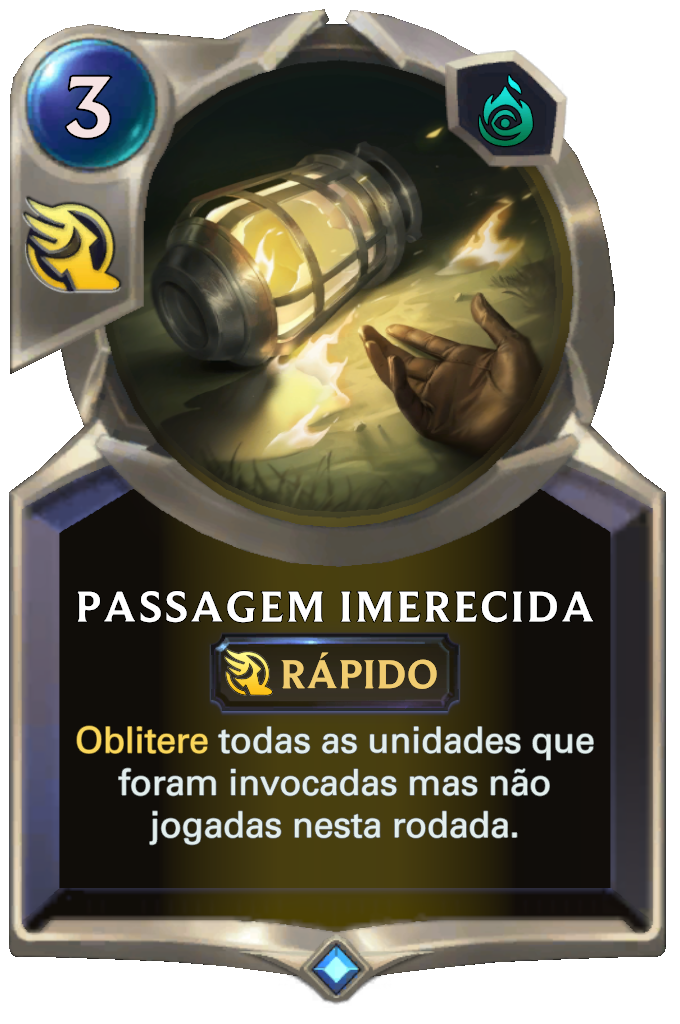 3
PASSAGEM IMERECIDA
RÁPIDO
Oblitere todas as unidades que
foram invocadas mas não
jogadas nesta rodada.